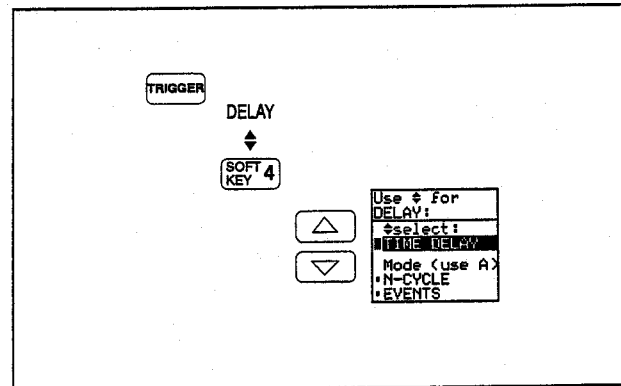 TRIGGER
DELAY
SOFT KEY 4
Use ⬍ for
DELAY:
⬍select:
TIME DELAY
Mode (use A)
▪N-CYCLE
▪EVENTS